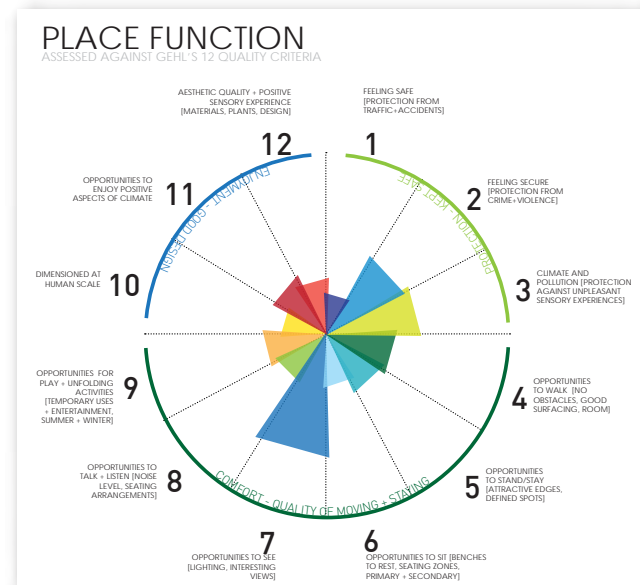 PLACE FUNCTION
ASSESSED AGAINST GEHL'S 12 QUALITY CRITERIA
AESTHETIC QUALITY + POSITIVE
SENSORY EXPERIENCE
[MATERIALS, PLANTS, DESIGN]
12
FEELING SAFE
[PROTECTION FROM
TRAFFIC+ACCIDENTS]
1
FEELING SECURE
[PROTECTION FROM
CRIME+VIOLENCE]
2
CLIMATE AND
POLLUTION [PROTECTION
AGAINST UNPLEASANT
SENSORY EXPERIENCES]
3
OPPORTUNITIES
TO WALK [NO
OBSTACLES, GOOD
SURFACING, ROOM]
4
OPPORTUNITIES
TO STAND/STAY
[ATTRACTIVE EDGES,
DEFINED SPOTS]
5
6
OPPORTUNITIES TO SIT [BENCHES
TO REST, SEATING ZONES,
PRIMARY + SECONDARY]
7
OPPORTUNITIES TO SEE
[LIGHTING, INTERESTING
VIEWS]
OPPORTUNITIES TO
TALK + LISTEN [NOISE
LEVEL, SEATING
ARRANGEMENTS]
8
OPPORTUNITIES FOR
PLAY + UNFOLDING
ACTIVITIES
[TEMPORARY USES
+ ENTERTAINMENT,
SUMMER + WINTER]
9
DIMENSIONED AT
HUMAN SCALE
10
OPPORTUNITIES TO
ENJOY POSITIVE
ASPECTS OF CLIMATE
11
ENJOYMENT - GOOD DESIGN
PROTECTION - KEPT SAFE
COMFORT - QUALITY OF MOVING + STAYING